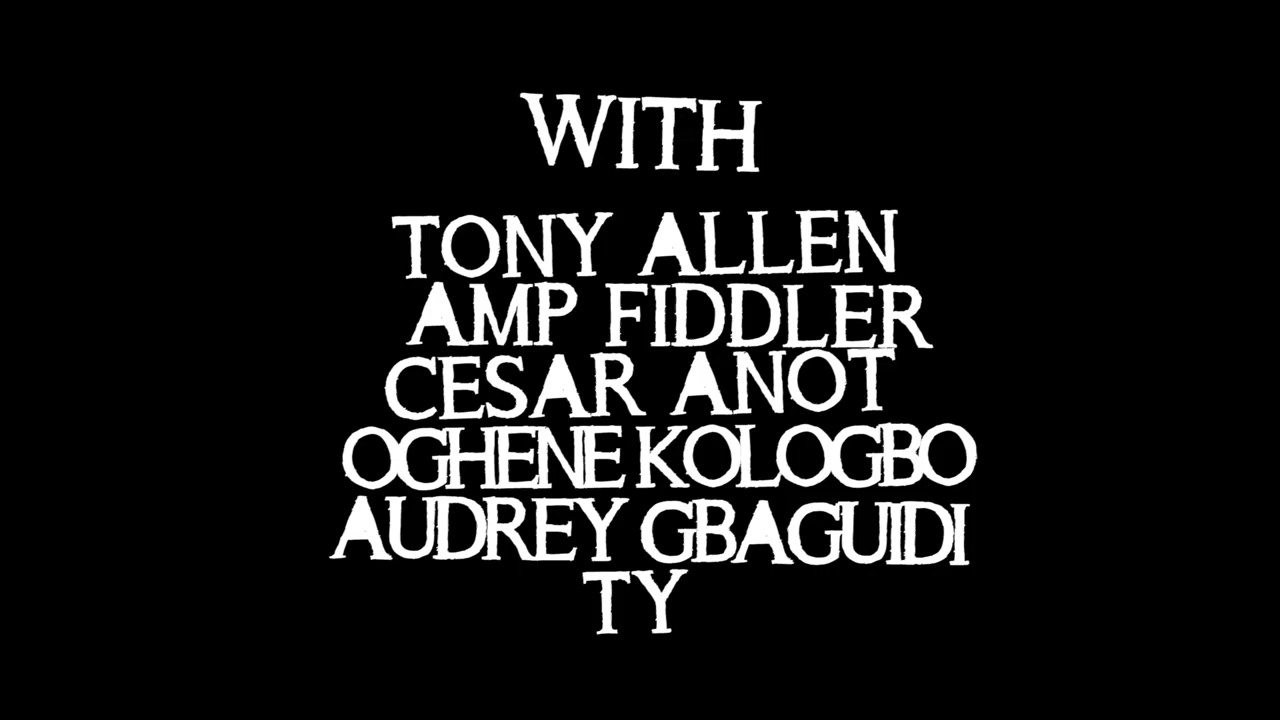 WITH
TONY ALLEN
AMP FIDDLER
CESAR ANOT
OGHENE KOLOGBO
AUDREY GBAGUIDI
TY